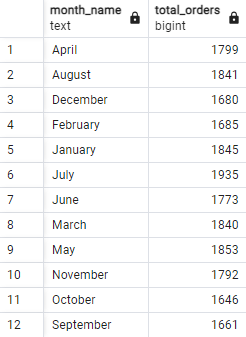 month_name total_orders
text bigint
1 April 1799
2 August 1841
3 December 1680
4 February 1685
5 January 1845
6 July 1935
7 June 1773
8 March 1840
9 May 1853
10 November 1792
11 October 1646
12 September 1661